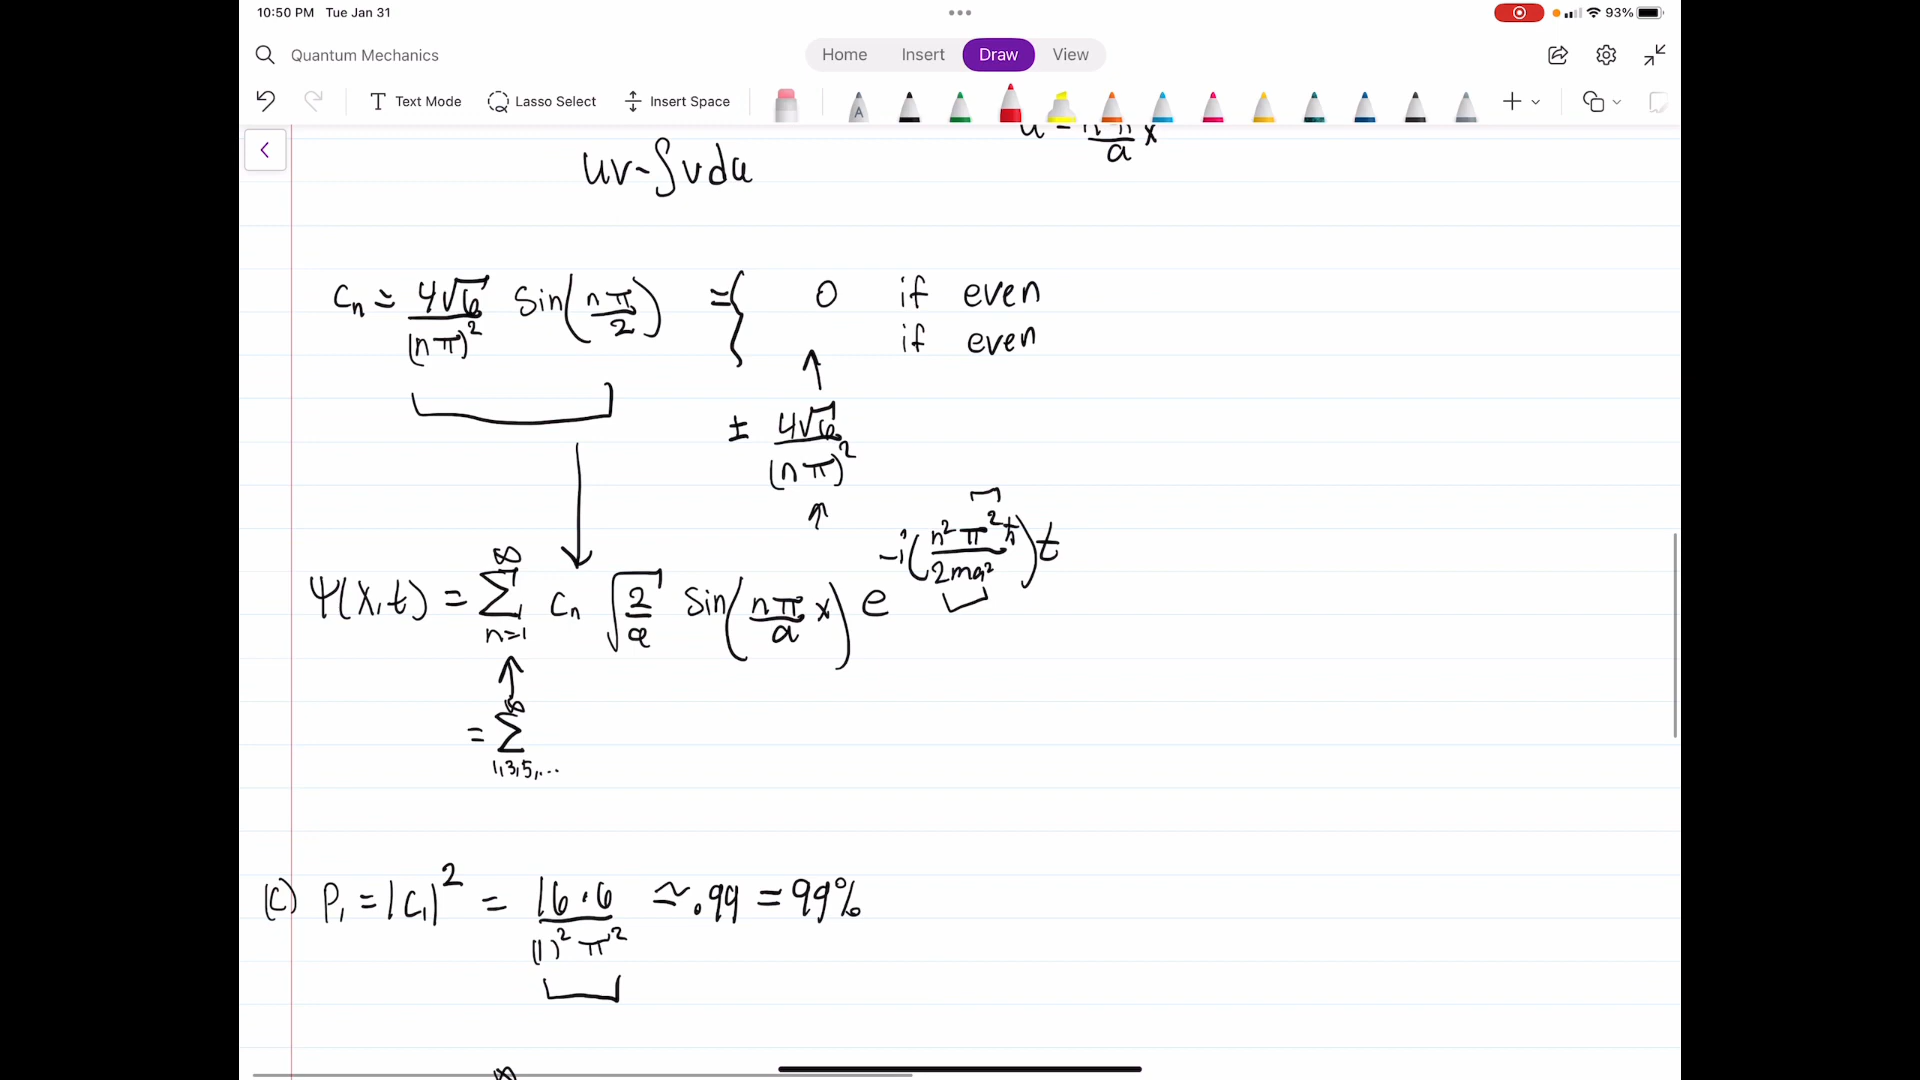 10:50 PM Tue Jan 31
93%
Quantum Mechanics
Home Insert Draw View
Text Mode Lasso Select Insert Space
A
u = nπ/a x
uv-∫vdu
cₙ = 4√6/(nπ)² Sin(nπ/2) = { 0 if even
if even
± 4√6/(nπ)²
Ψ(x,t) = ∑ₙ₌₁^∞ cₙ √(2/a) Sin(nπ/a x) e^(-i(n²π²ħ/2ma²)t)
= ∑^∞ 1,3,5,...
(c) P₁ = |c₁|² = 16·6/(1)²π² ≃ .99 = 99%
∞